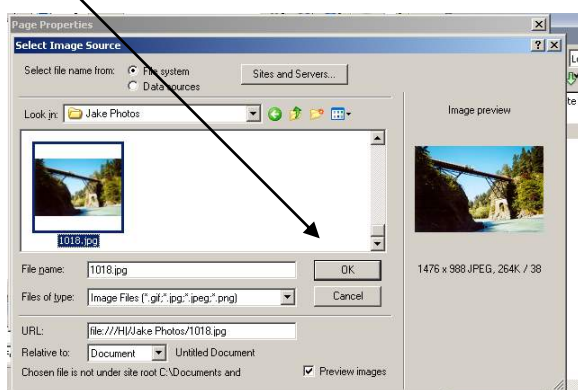 Page Properties
Select Image Source
Select file name from: File system Sites and Servers...
Data sources
Look in: Jake Photos
Image preview
1018.jpg
File name: 1018.jpg OK
1476 x 988 JPEG, 264K / 38
Files of type: Image Files (*.gif;*.jpg;*.jpeg;*.png) Cancel
URL: file:///H|/Jake Photos/1018.jpg
Relative to: Document Untitled Document
Chosen file is not under site root C:\Documents and Preview images